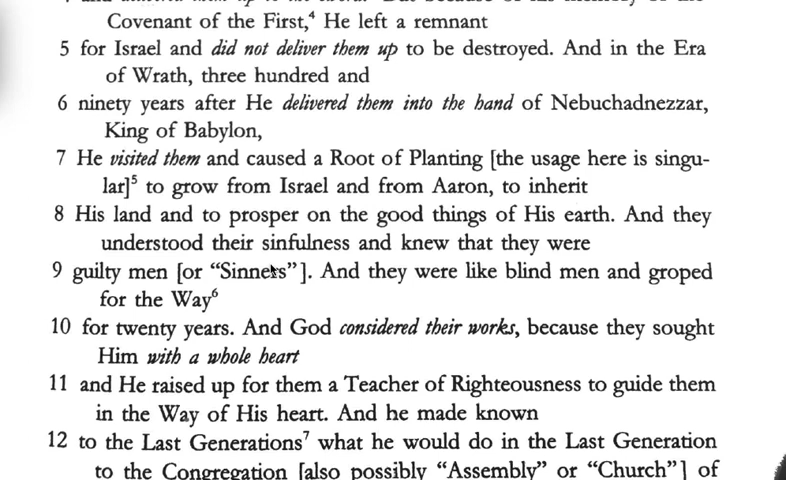 Covenant of the First,⁴ He left a remnant
5 for Israel and did not deliver them up to be destroyed. And in the Era
of Wrath, three hundred and
6 ninety years after He delivered them into the hand of Nebuchadnezzar,
King of Babylon,
7 He visited them and caused a Root of Planting [the usage here is singu-
lar]⁵ to grow from Israel and from Aaron, to inherit
8 His land and to prosper on the good things of His earth. And they
understood their sinfulness and knew that they were
9 guilty men [or “Sinners”]. And they were like blind men and groped
for the Way⁶
10 for twenty years. And God considered their works, because they sought
Him with a whole heart
11 and He raised up for them a Teacher of Righteousness to guide them
in the Way of His heart. And he made known
12 to the Last Generations⁷ what he would do in the Last Generation
to the Congregation [also possibly “Assembly” or “Church”] of